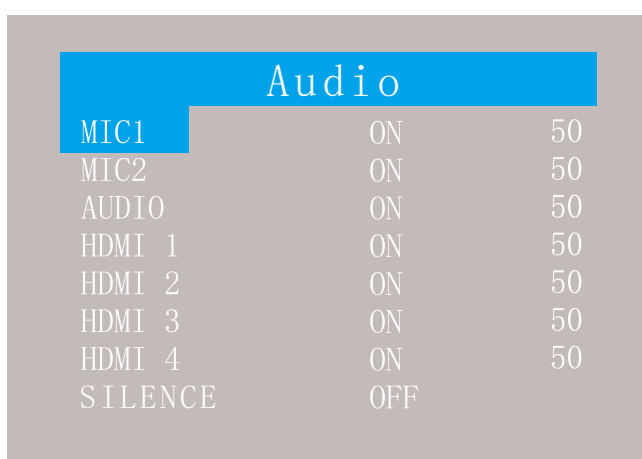 Audio
MIC1 ON 50
MIC2 ON 50
AUDIO ON 50
HDMI 1 ON 50
HDMI 2 ON 50
HDMI 3 ON 50
HDMI 4 ON 50
SILENCE OFF